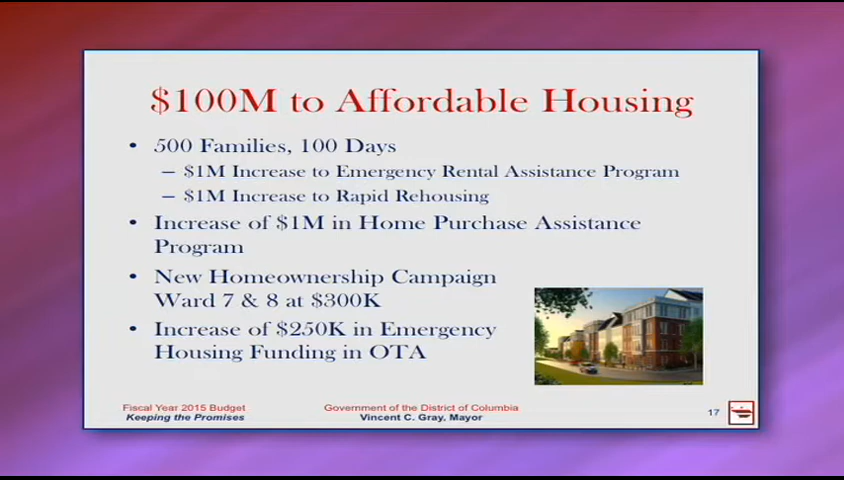 $100M to Affordable Housing
• 500 Families, 100 Days
– $1M Increase to Emergency Rental Assistance Program
– $1M Increase to Rapid Rehousing
• Increase of $1M in Home Purchase Assistance
Program
• New Homeownership Campaign
Ward 7 & 8 at $300K
• Increase of $250K in Emergency
Housing Funding in OTA
Fiscal Year 2015 Budget
Keeping the Promises
Government of the District of Columbia
Vincent C. Gray, Mayor
17